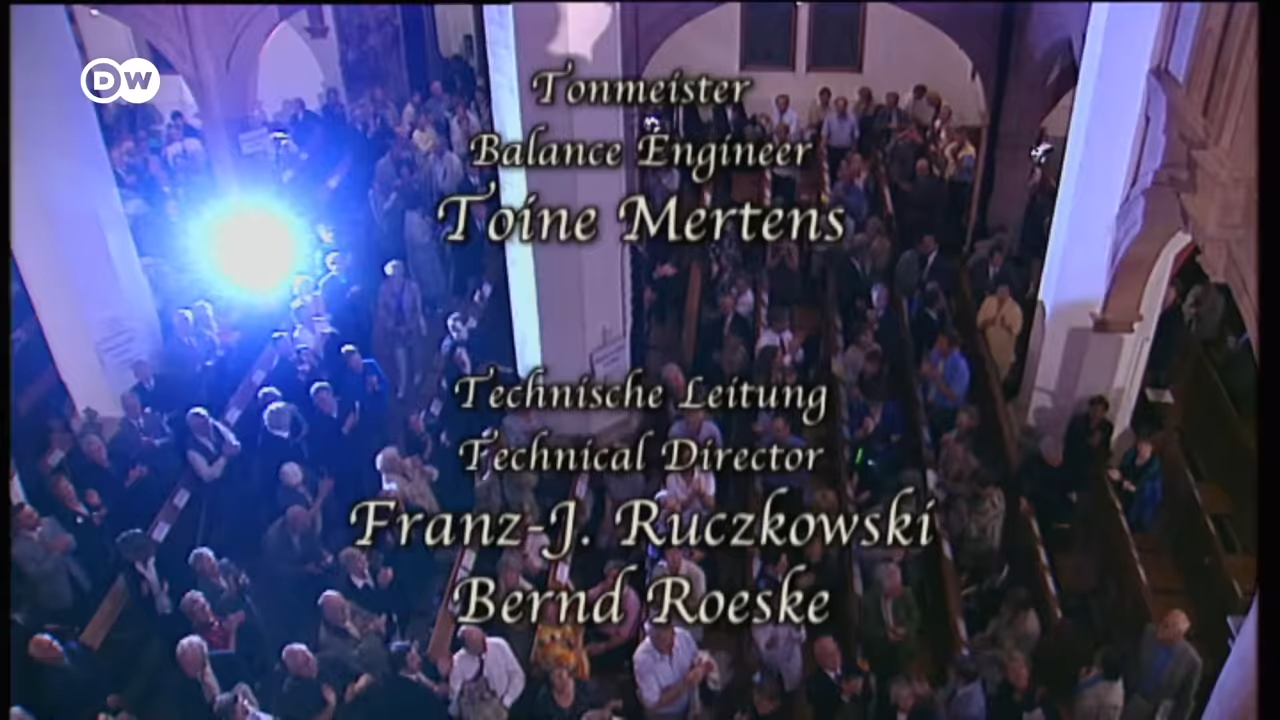 DW
Tonmeister
Balance Engineer
Toine Mertens
Technische Leitung
Technical Director
Franz-J. Ruczkowski
Bernd Roeske